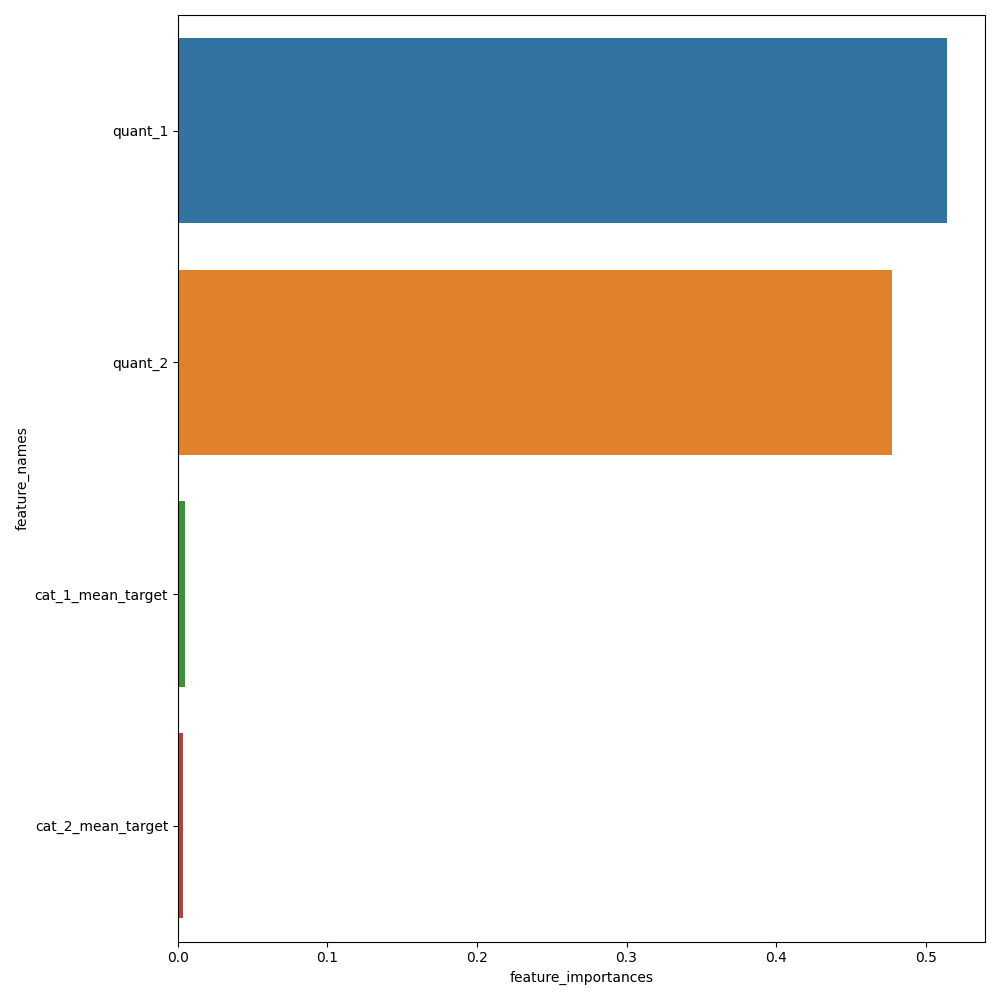 feature_names
quant_1
quant_2
cat_1_mean_target
cat_2_mean_target
0.0 0.1 0.2 0.3 0.4 0.5
feature_importances